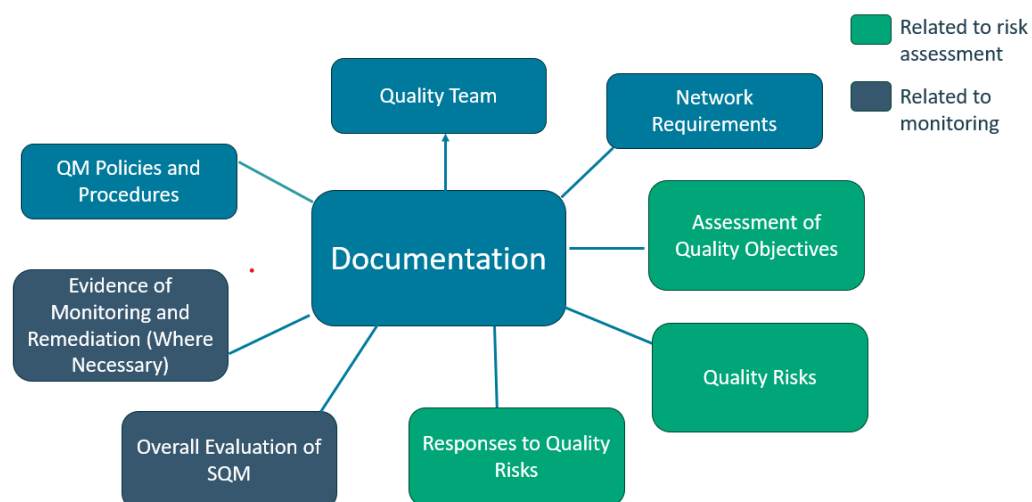 Related to risk
assessment
Related to
monitoring
Quality Team
Network
Requirements
QM Policies and
Procedures
Assessment of
Quality Objectives
Documentation
Evidence of
Monitoring and
Remediation (Where
Necessary)
Quality Risks
Overall Evaluation of
SQM
Responses to Quality
Risks